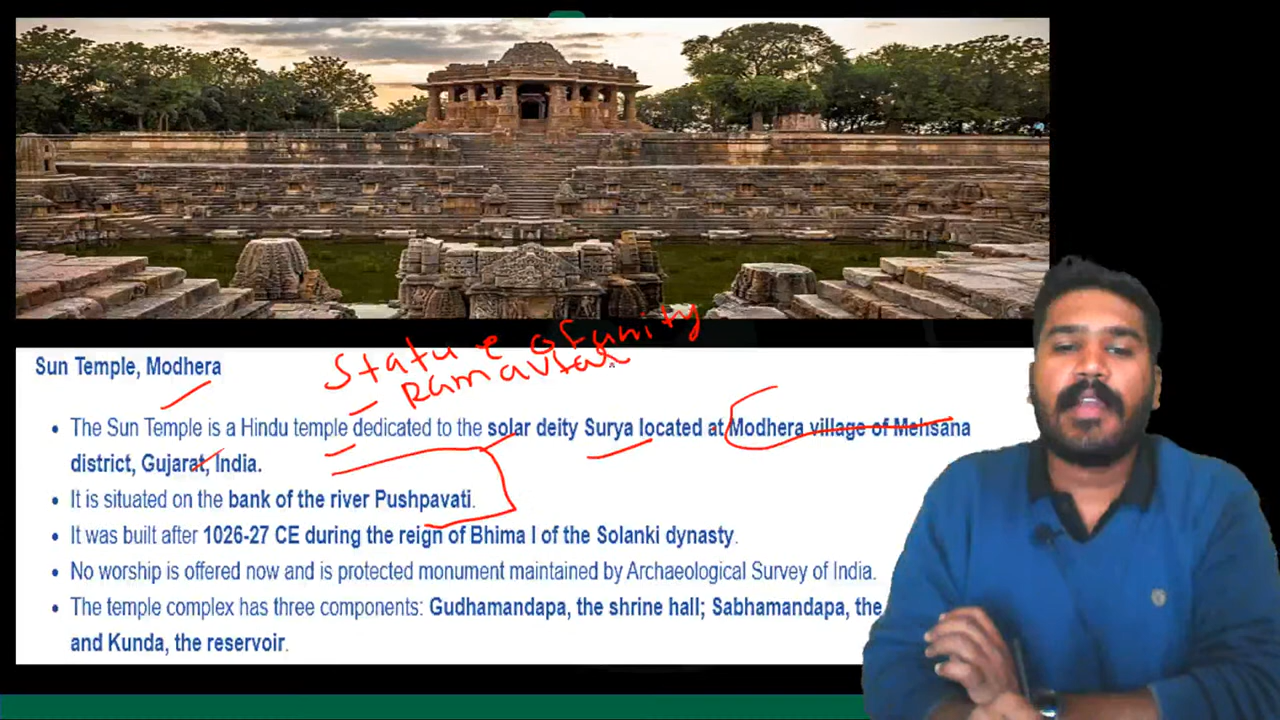 Statu e of unity
Ramavtar
Sun Temple, Modhera
• The Sun Temple is a Hindu temple dedicated to the solar deity Surya located at Modhera village of Mehsana
district, Gujarat, India.
• It is situated on the bank of the river Pushpavati.
• It was built after 1026-27 CE during the reign of Bhima I of the Solanki dynasty.
• No worship is offered now and is protected monument maintained by Archaeological Survey of India.
• The temple complex has three components: Gudhamandapa, the shrine hall; Sabhamandapa, the
and Kunda, the reservoir.